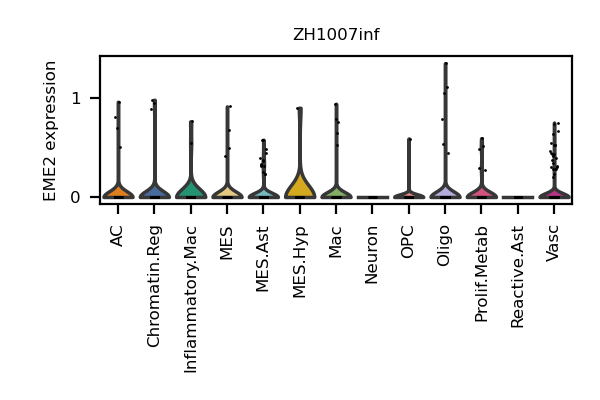 ZH1007inf
EME2 expression
1
0
AC
Chromatin.Reg
Inflammatory.Mac
MES
MES.Ast
MES.Hyp
Mac
Neuron
OPC
Oligo
Prolif.Metab
Reactive.Ast
Vasc